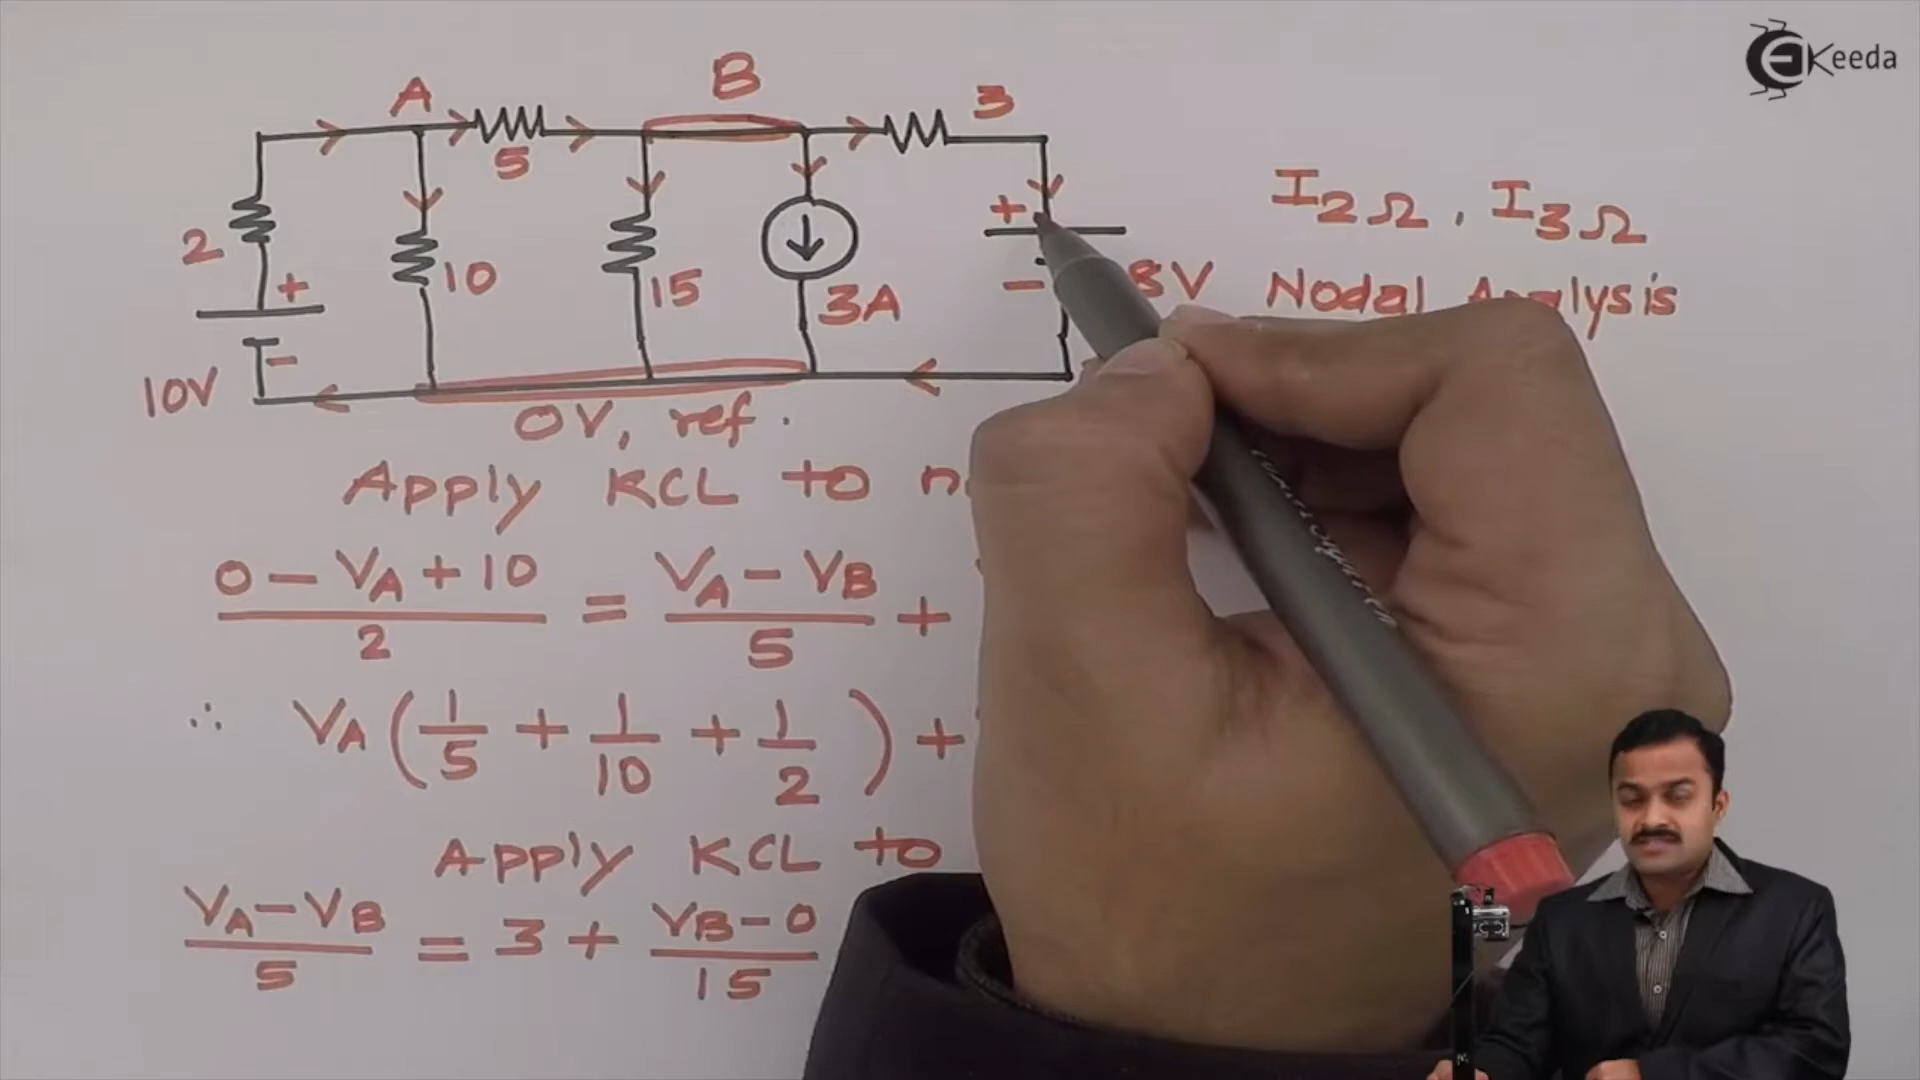 Keeda
A
B
5
3
2
10
15
3A
8V
+
-
+
-
10V
0V, ref.
I2Ω, I3Ω
Nodal Analysis
Apply KCL to
0 - VA + 10 / 2 = VA - VB / 5 +
∴ VA (1/5 + 1/10 + 1/2) +
Apply KCL to
VA - VB / 5 = 3 + VB - 0 / 15